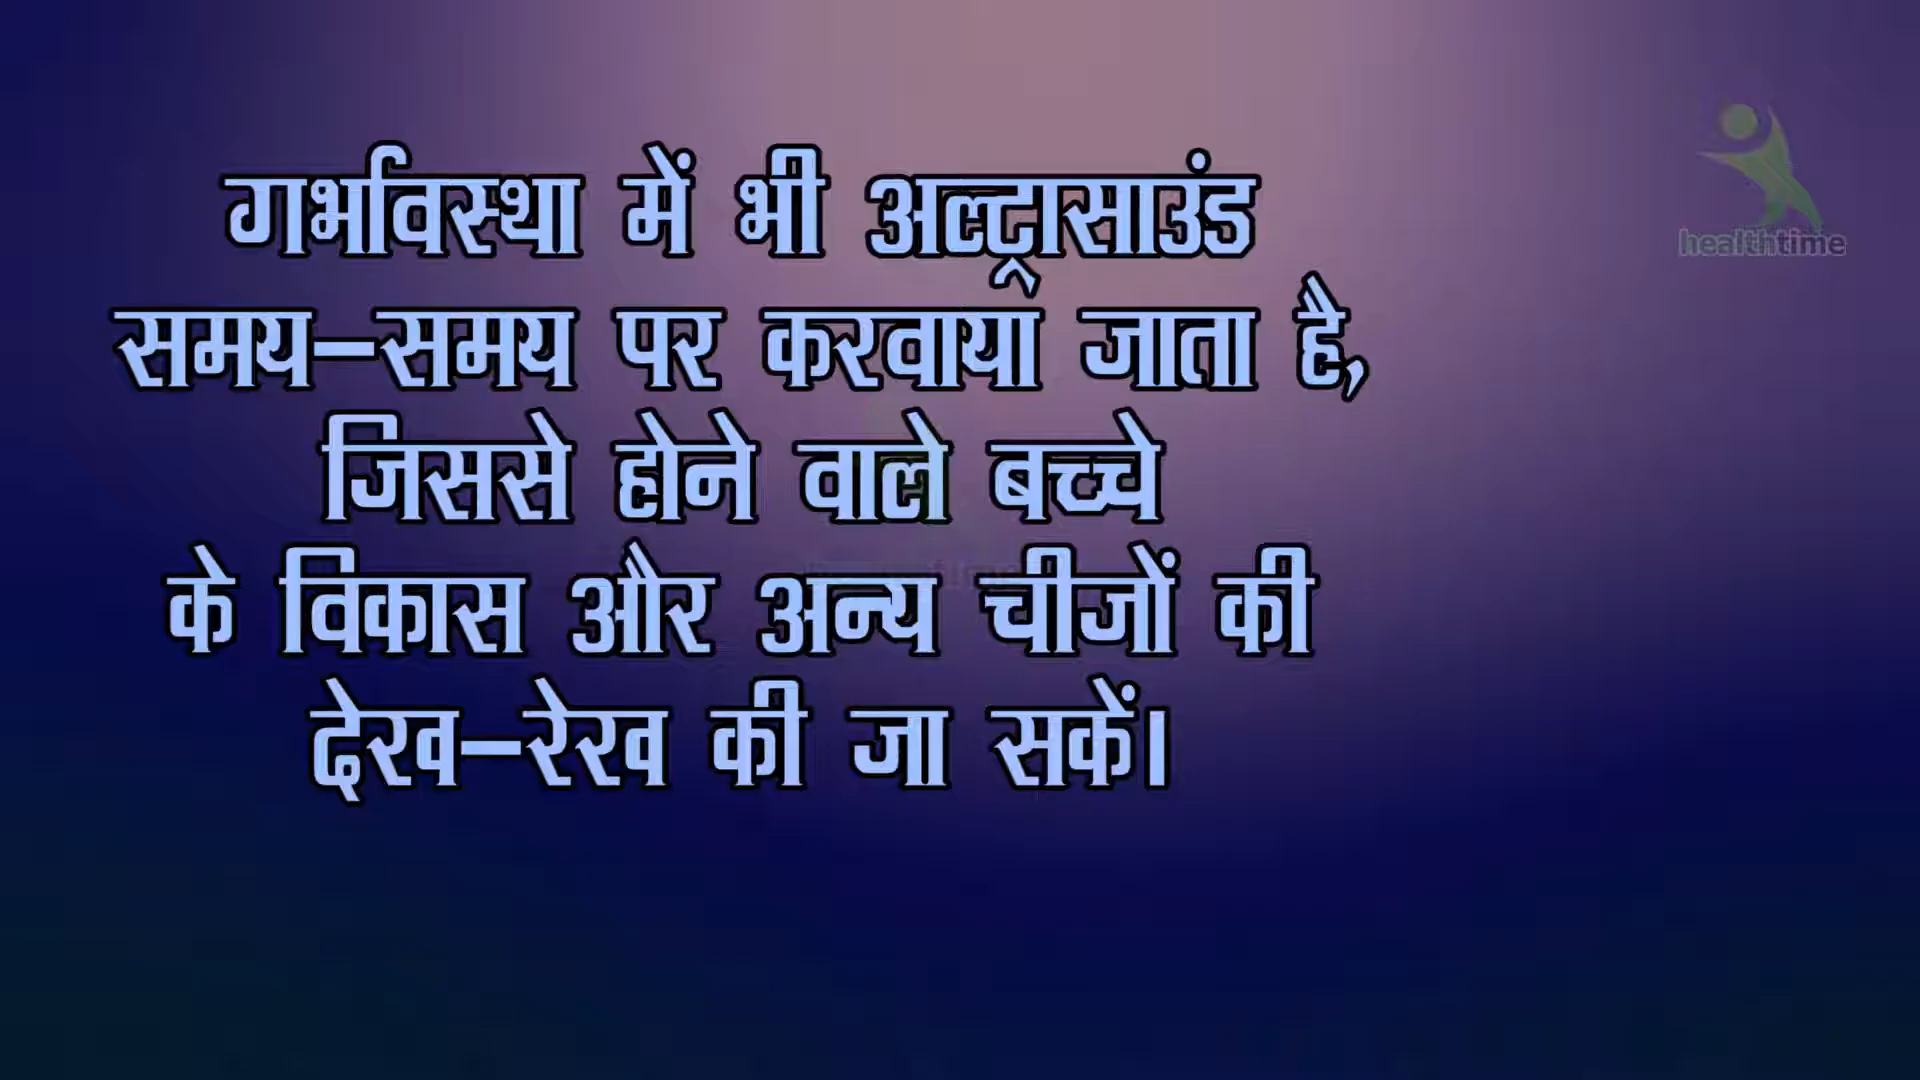 गर्भावस्था में भी अल्ट्रासाउंड
समय-समय पर करवाया जाता है,
जिससे होने वाले बच्चे
के विकास और अन्य चीजों की
देख-रेख की जा सकें।
healthtime